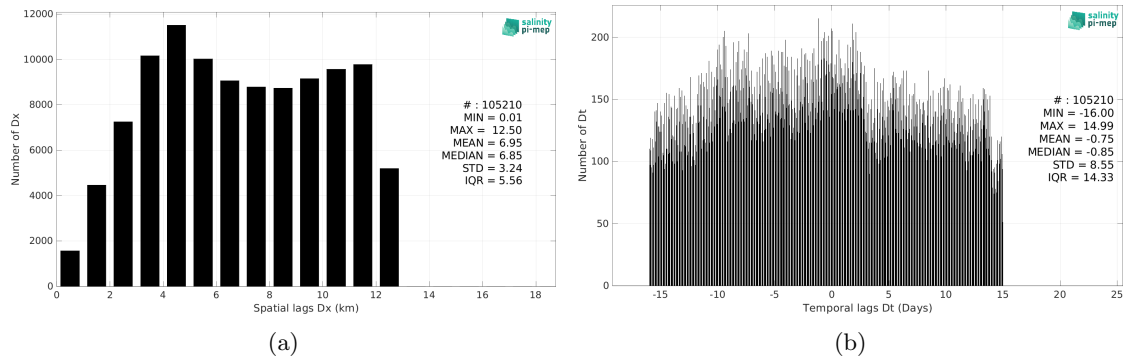 12000
10000
8000
6000
4000
2000
0
Number of Dx
salinity
pi-mep
# : 105210
MIN = 0.01
MAX = 12.50
MEAN = 6.95
MEDIAN = 6.85
STD = 3.24
IQR = 5.56
0 2 4 6 8 10 12 14 16 18
Spatial lags Dx (km)
(a)
200
150
100
50
0
Number of Dt
salinity
pi-mep
# : 105210
MIN = -16.00
MAX = 14.99
MEAN = -0.75
MEDIAN = -0.85
STD = 8.55
IQR = 14.33
-15 -10 -5 0 5 10 15 20 25
Temporal lags Dt (Days)
(b)